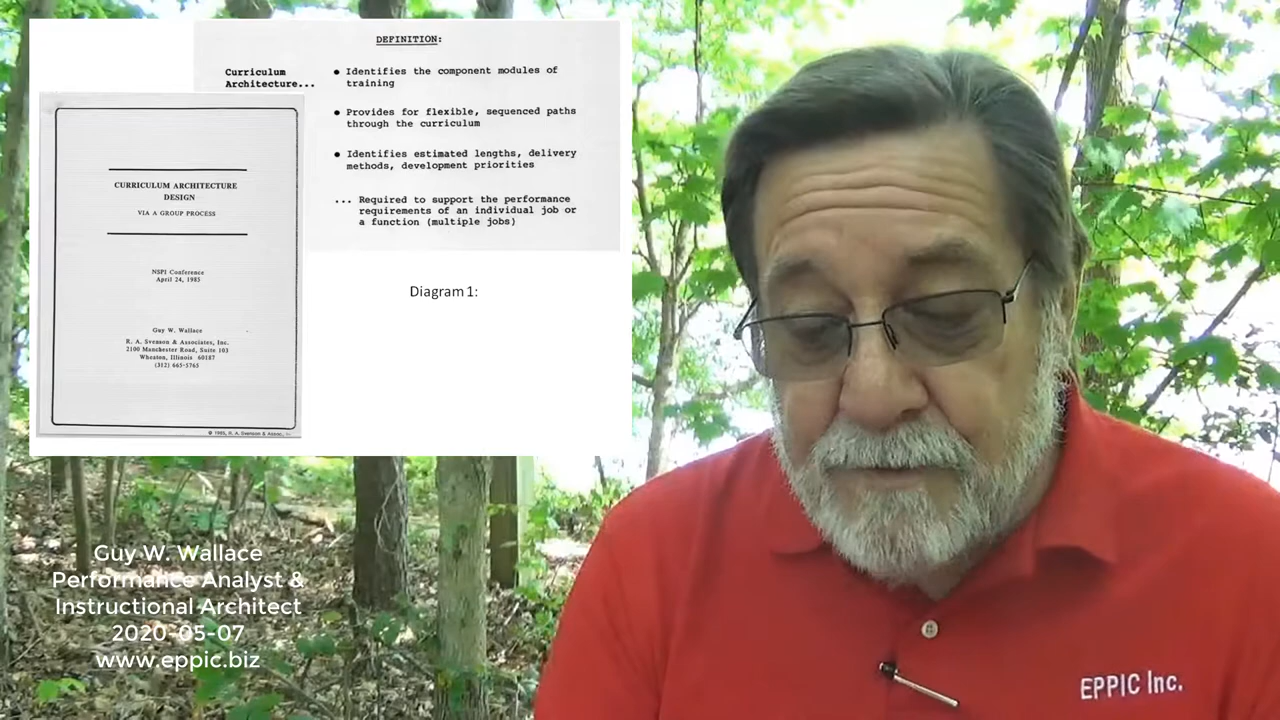 DEFINITION:
Curriculum
Architecture...
● Identifies the component modules of
training
● Provides for flexible, sequenced paths
through the curriculum
● Identifies estimated lengths, delivery
methods, development priorities
... Required to support the performance
requirements of an individual job or
a function (multiple jobs)
CURRICULUM ARCHITECTURE
DESIGN
VIA A GROUP PROCESS
NSPI Conference
April 24, 1985
Guy W. Wallace
R. A. Svenson & Associates, Inc.
2100 Manchester Road, Suite 103
Wheaton, Illinois 60187
(312) 665-5765
© 1985, R. A. Svenson & Assoc.,
Diagram 1:
Guy W. Wallace
Performance Analyst &
Instructional Architect
2020-05-07
www.eppic.biz
EPPIC Inc.